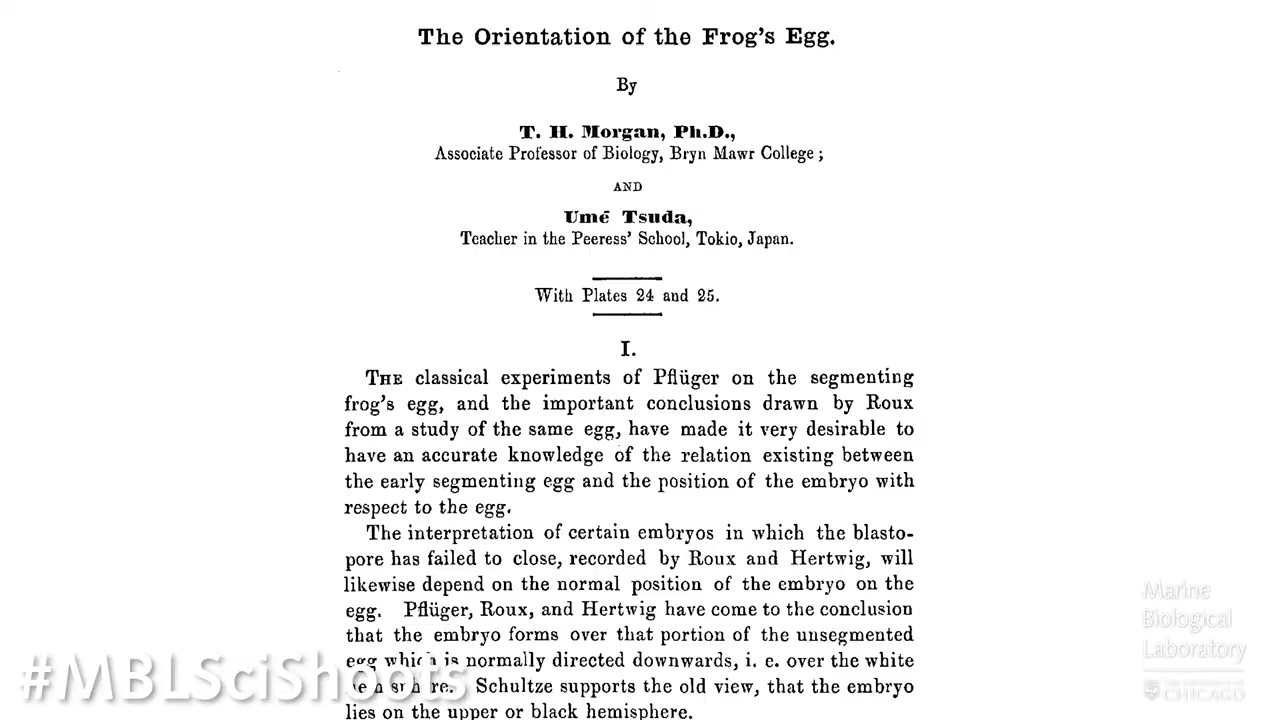 The Orientation of the Frog's Egg.
By
T. H. Morgan, Ph.D.,
Associate Professor of Biology, Bryn Mawr College ;
AND
Umé Tsuda,
Teacher in the Peeress' School, Tokio, Japan.
With Plates 24 and 25.
I.
THE classical experiments of Pflüger on the segmenting
frog's egg, and the important conclusions drawn by Roux
from a study of the same egg, have made it very desirable to
have an accurate knowledge of the relation existing between
the early segmenting egg and the position of the embryo with
respect to the egg.
The interpretation of certain embryos in which the blasto-
pore has failed to close, recorded by Roux and Hertwig, will
likewise depend on the normal position of the embryo on the
egg. Pflüger, Roux, and Hertwig have come to the conclusion
that the embryo forms over that portion of the unsegmented
egg which is normally directed downwards, i. e. over the white
hemisphere. Schultze supports the old view, that the embryo
lies on the upper or black hemisphere.
#MBLSciShoots
Marine
Biological
Laboratory
THE UNIVERSITY OF
CHICAGO